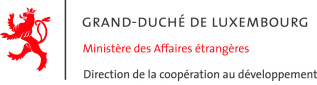 GRAND-DUCHÉ DE LUXEMBOURG
Ministère des Affaires étrangères
Direction de la coopération au développement